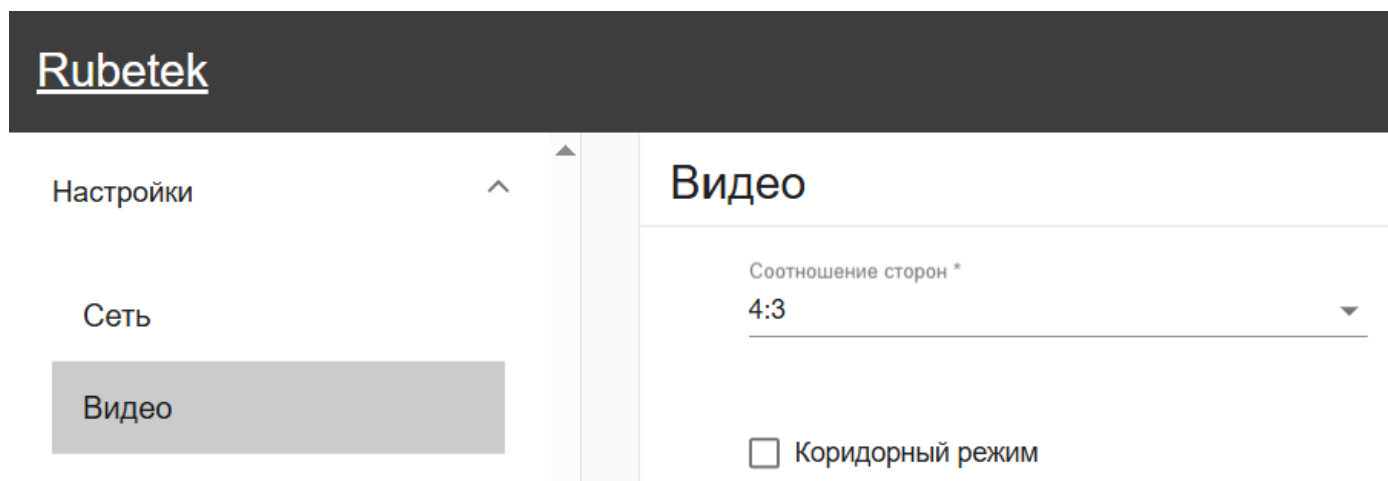 Rubetek
Настройки
Сеть
Видео
Видео
Соотношение сторон *
4:3
Коридорный режим